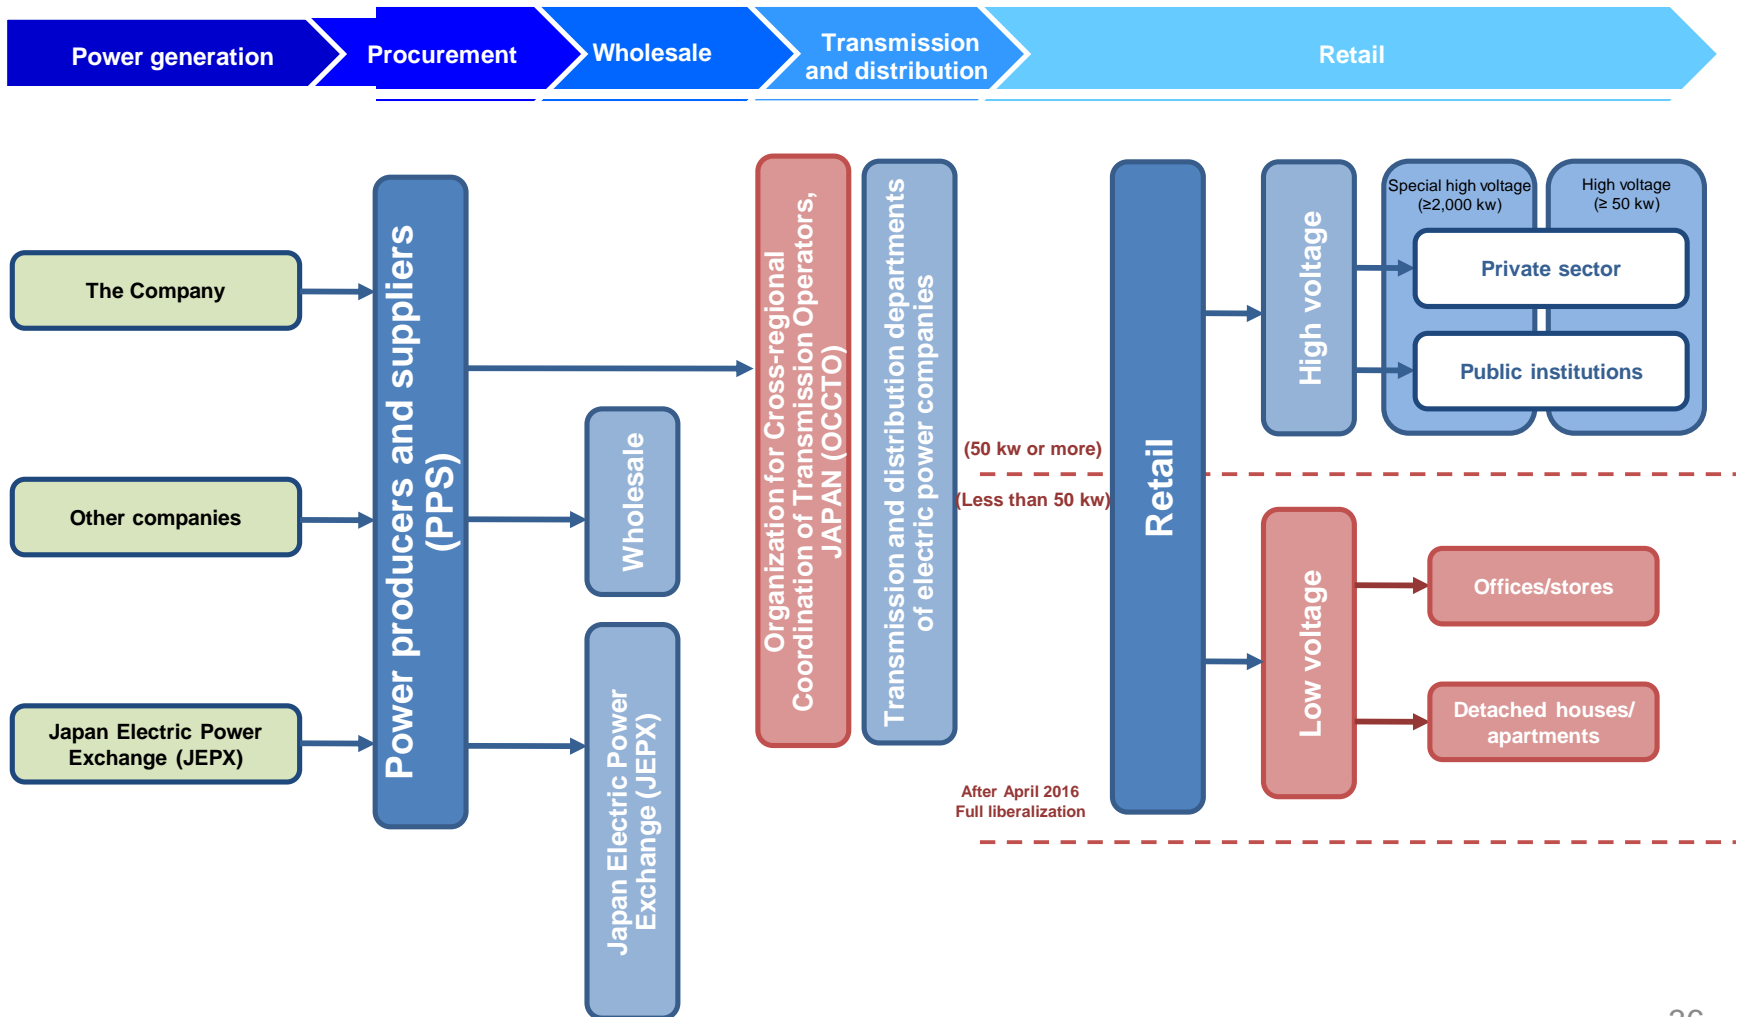 Power generation
Procurement
Wholesale
Transmission
and distribution
Retail
The Company
Other companies
Japan Electric Power
Exchange (JEPX)
Power producers and suppliers
(PPS)
Wholesale
Japan Electric Power
Exchange (JEPX)
Organization for Cross-regional
Coordination of Transmission Operators,
JAPAN (OCCTO)
Transmission and distribution departments
of electric power companies
(50 kw or more)
(Less than 50 kw)
After April 2016
Full liberalization
Retail
High voltage
Special high voltage
(≥2,000 kw)
High voltage
(≥ 50 kw)
Private sector
Public institutions
Low voltage
Offices/stores
Detached houses/
apartments